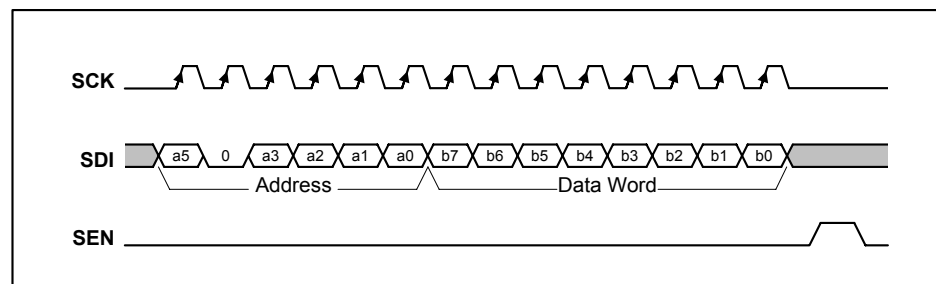 SCK
SDI a5 0 a3 a2 a1 a0 b7 b6 b5 b4 b3 b2 b1 b0
Address Data Word
SEN